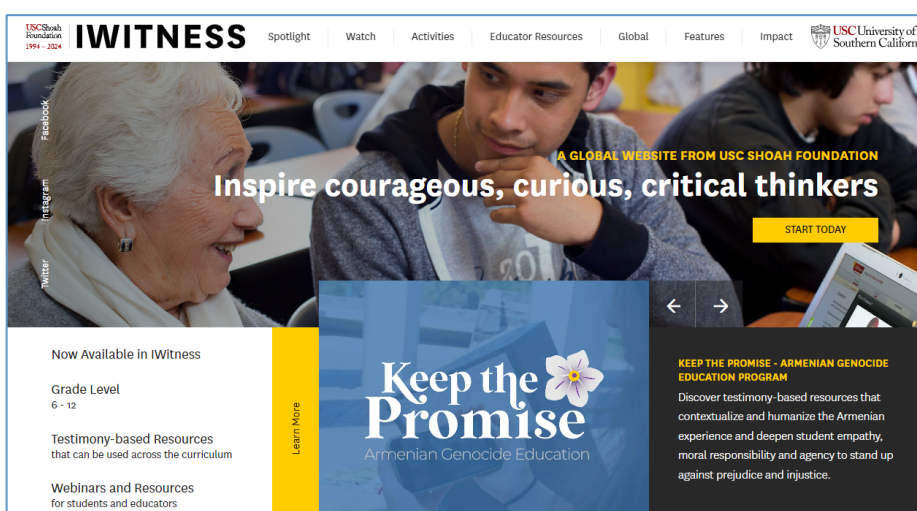 USC Shoah
Foundation
1994 – 2024
IWITNESS
Spotlight
Watch
Activities
Educator Resources
Global
Features
Impact
USC University of
Southern Californ
Facebook
Instagram
Twitter
A GLOBAL WEBSITE FROM USC SHOAH FOUNDATION
Inspire courageous, curious, critical thinkers
START TODAY
201
Now Available in IWitness
Grade Level
6 - 12
Testimony-based Resources
that can be used across the curriculum
Webinars and Resources
for students and educators
Learn More
Keep the
Promise
Armenian Genocide Education
KEEP THE PROMISE - ARMENIAN GENOCIDE
EDUCATION PROGRAM
Discover testimony-based resources that
contextualize and humanize the Armenian
experience and deepen student empathy,
moral responsibility and agency to stand up
against prejudice and injustice.